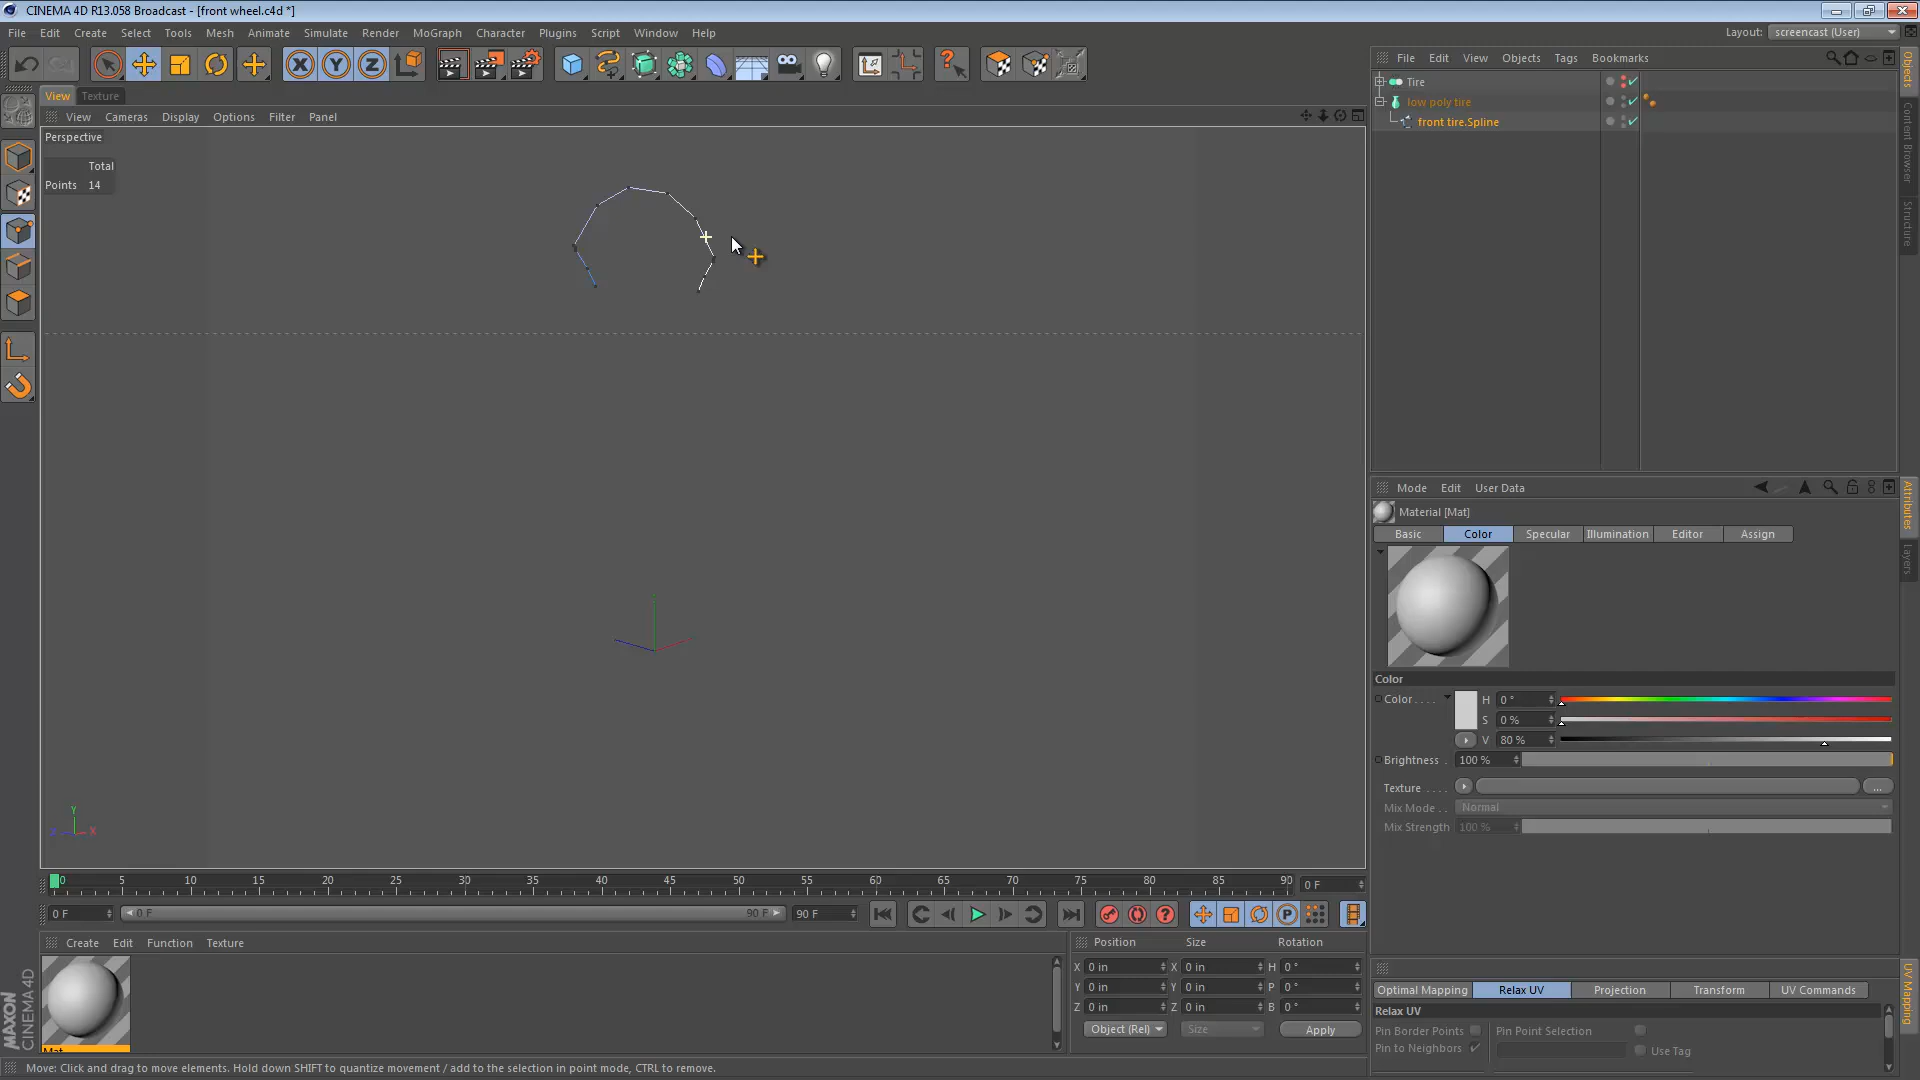 CINEMA 4D R13.058 Broadcast - [front wheel.c4d *]
File Edit Create Select Tools Mesh Animate Simulate Render MoGraph Character Plugins Script Window Help
Layout: screencast (User)
View Texture
View Cameras Display Options Filter Panel
Perspective
Total
Points 14
Y
X
Z
File Edit View Objects Tags Bookmarks
Tire
low poly tire
front tire.Spline
Objects
Content Browser
Structure
Mode Edit User Data
Material [Mat]
Basic Color Specular Illumination Editor Assign
Color
Color . . . . H 0 °
S 0 %
V 80 %
Brightness . 100 %
Texture . . . . ...
Mix Mode . . Normal
Mix Strength 100 %
Attributes
Layers
0 5 10 15 20 25 30 35 40 45 50 55 60 65 70 75 80 85 90 0 F
0 F 0 F 90 F 90 F
Create Edit Function Texture
Mat
Position Size Rotation
X 0 in X 0 in H 0 °
Y 0 in Y 0 in P 0 °
Z 0 in Z 0 in B 0 °
Object (Rel) Size Apply
Optimal Mapping Relax UV Projection Transform UV Commands
Relax UV
Pin Border Points Pin Point Selection
Pin to Neighbors Use Tag
UV Mapping
MAXON
CINEMA 4D
Move: Click and drag to move elements. Hold down SHIFT to quantize movement / add to the selection in point mode, CTRL to remove.